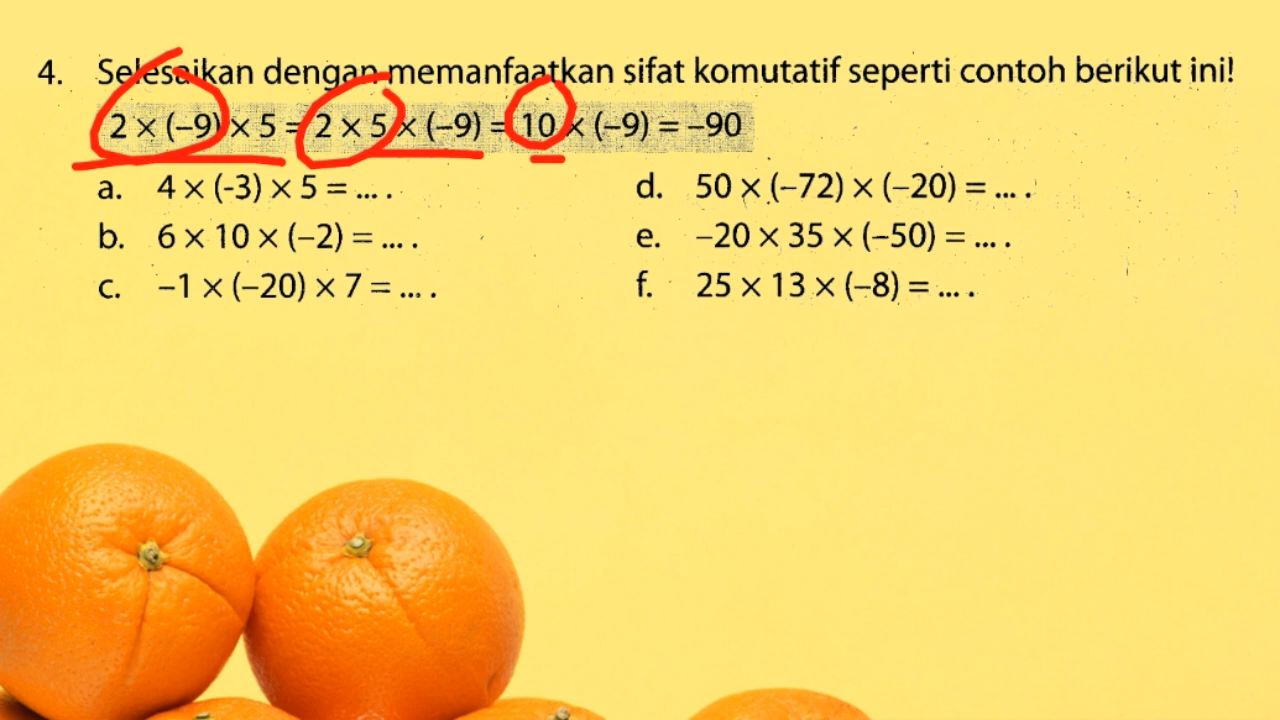 4. Selesaikan dengan memanfaatkan sifat komutatif seperti contoh berikut ini!
2 × (–9) × 5 = 2 × 5 × (–9) = 10 × (–9) = –90
a. 4 × (-3) × 5 = ... .
b. 6 × 10 × (–2) = ... .
c. –1 × (–20) × 7 = ... .
d. 50 × (–72) × (–20) = ... .
e. –20 × 35 × (–50) = ... .
f. 25 × 13 × (–8) = ... .